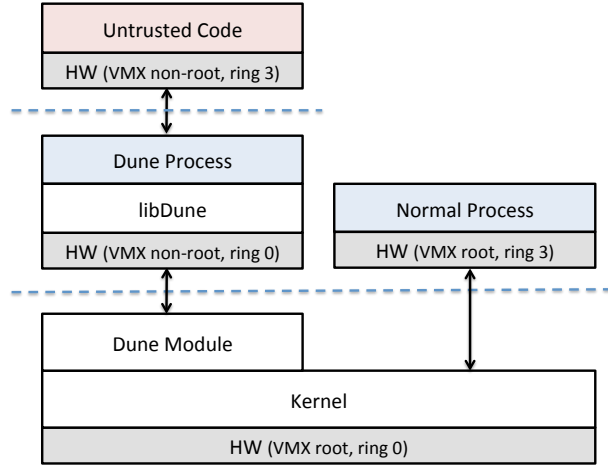 Untrusted Code
HW (VMX non-root, ring 3)
Dune Process
libDune
HW (VMX non-root, ring 0)
Normal Process
HW (VMX root, ring 3)
Dune Module
Kernel
HW (VMX root, ring 0)